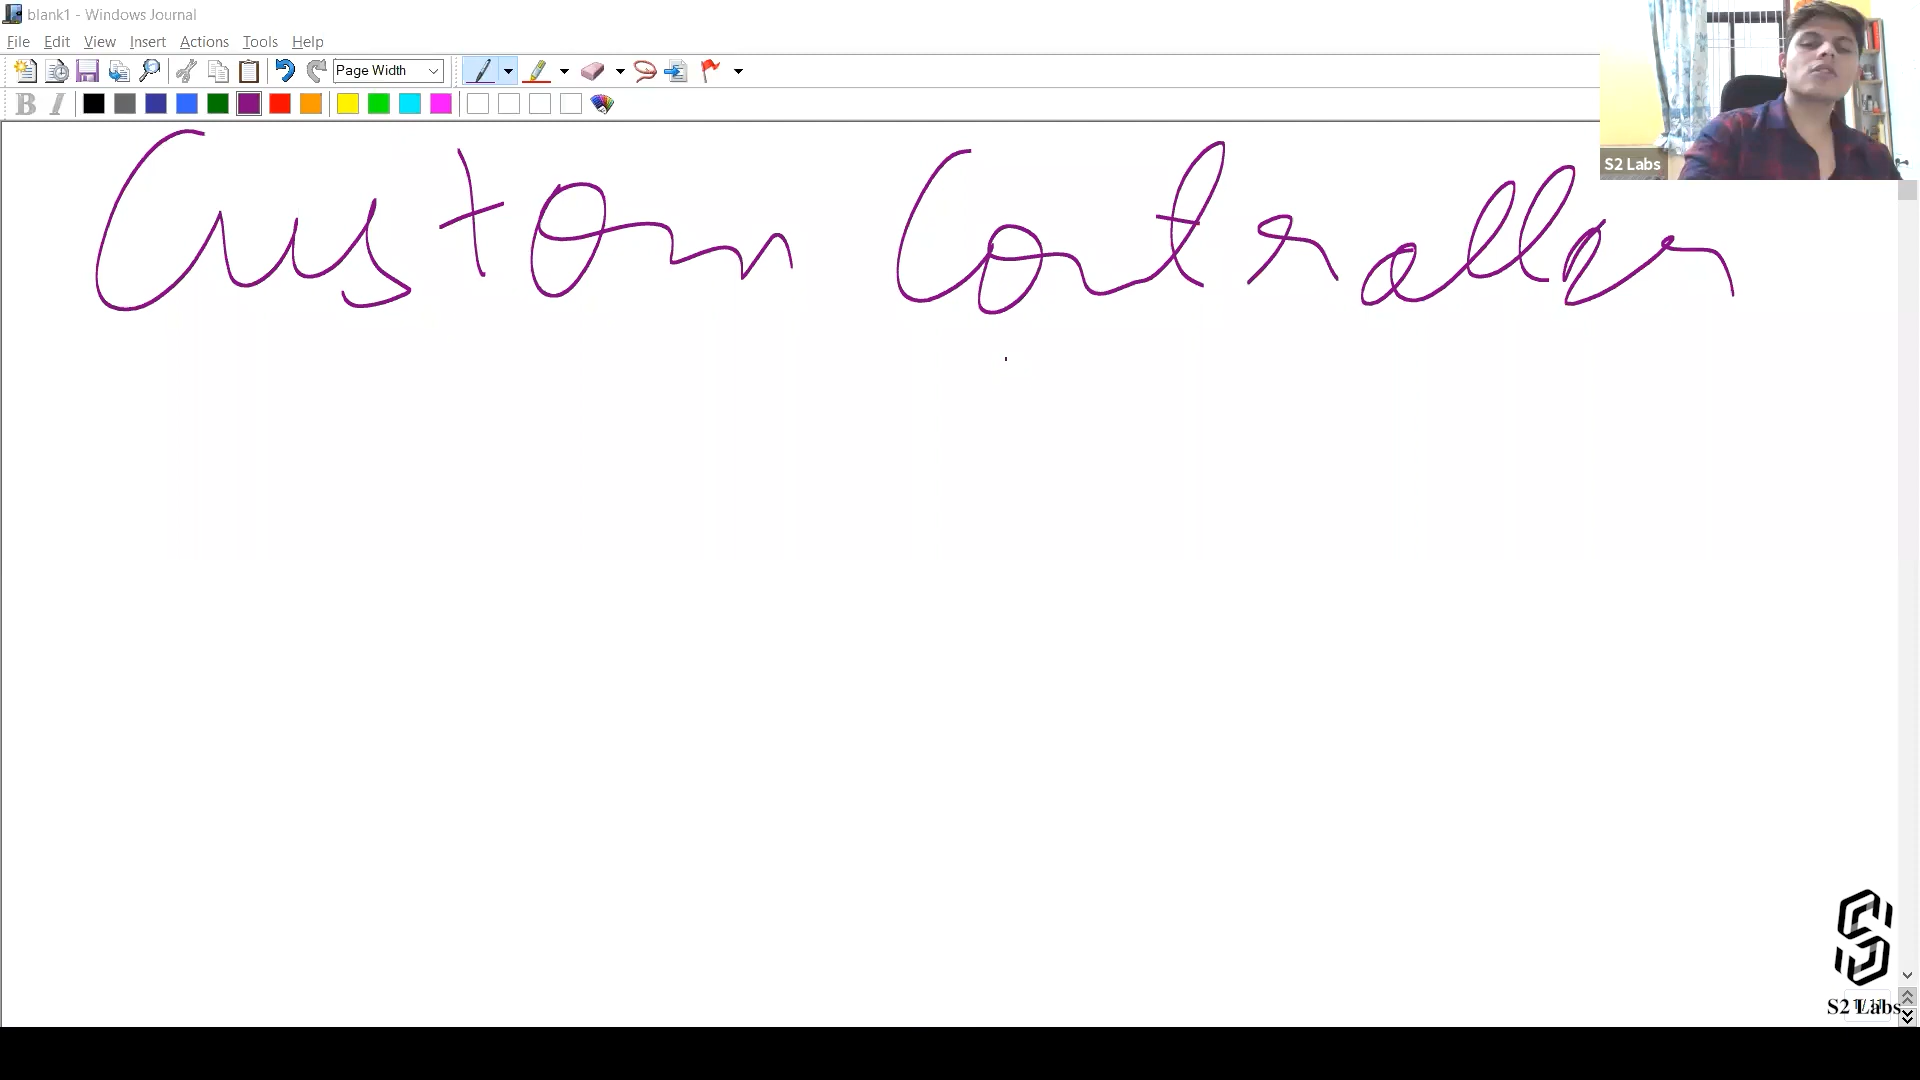 blank1 - Windows Journal
File Edit View Insert Actions Tools Help
Page Width
B I
S2 Labs
Custom Controller
S2 Labs